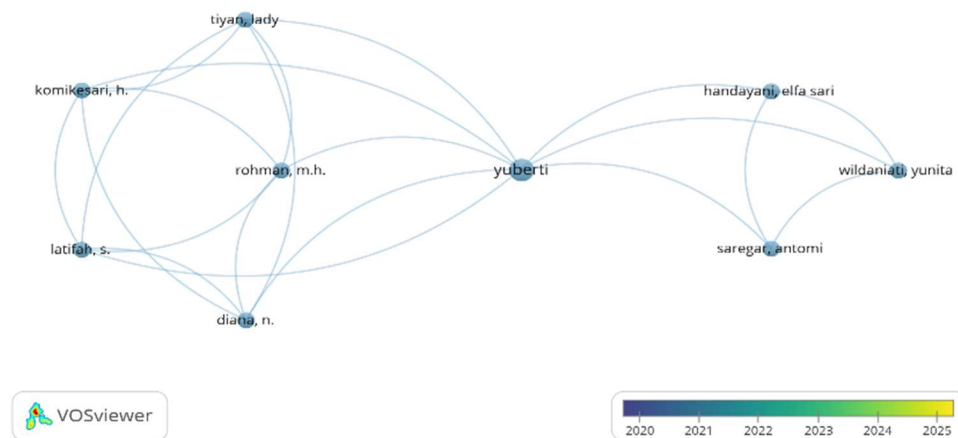 tiyan, lady
komikesari, h.
handayani, elfa sari
rohman, m.h.
yuberti
wildaniati, yunita
latifah, s.
saregar, antomi
diana, n.
VOSviewer
2020 2021 2022 2023 2024 2025